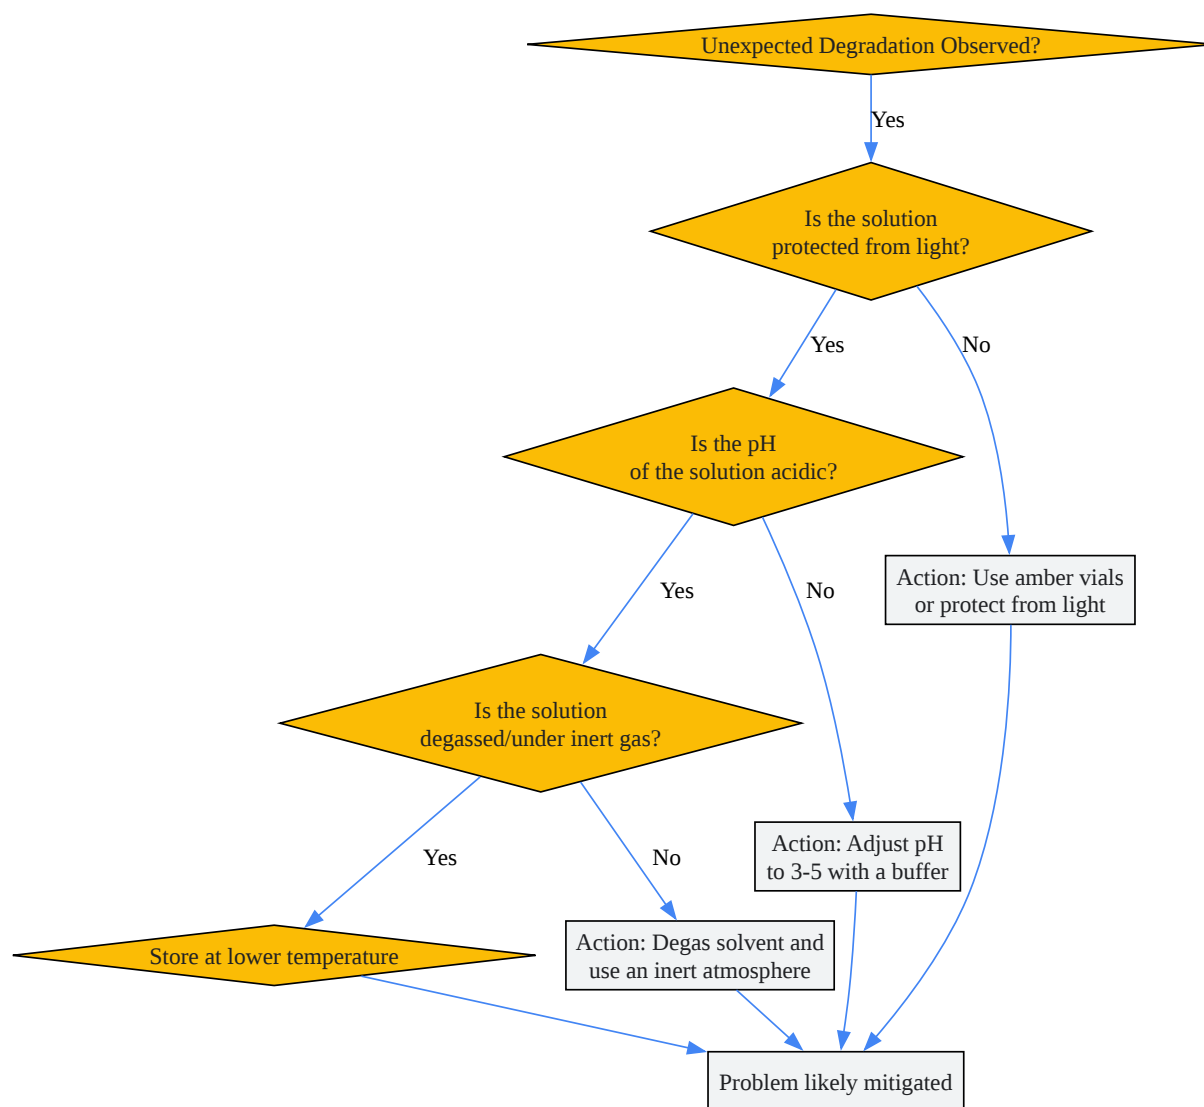 Unexpected Degradation Observed?
Yes
Is the solution
protected from light?
Yes
No
Is the pH
of the solution acidic?
Yes
No
Action: Use amber vials
or protect from light
Is the solution
degassed/under inert gas?
Yes
No
Action: Adjust pH
to 3-5 with a buffer
Store at lower temperature
Action: Degas solvent and
use an inert atmosphere
Problem likely mitigated